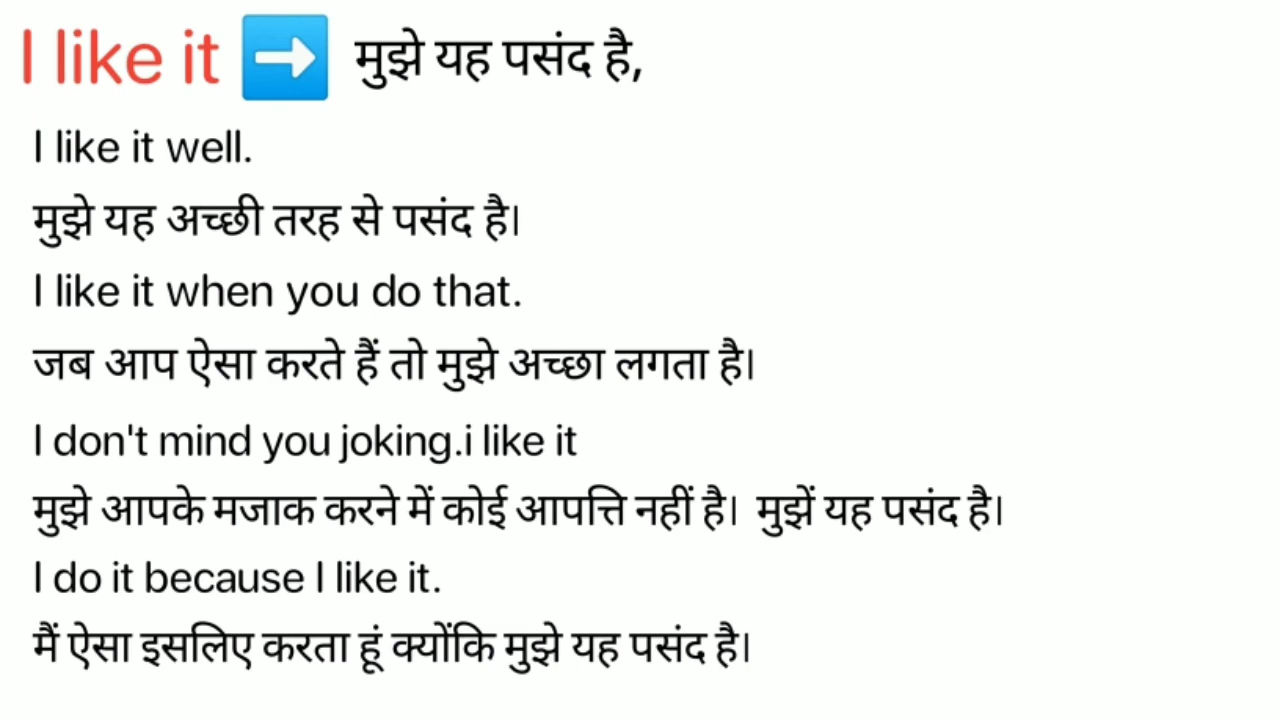 I like it ➡️ मुझे यह पसंद है,
I like it well.
मुझे यह अच्छी तरह से पसंद है।
I like it when you do that.
जब आप ऐसा करते हैं तो मुझे अच्छा लगता है।
I don't mind you joking.i like it
मुझे आपके मजाक करने में कोई आपत्ति नहीं है। मुझें यह पसंद है।
I do it because I like it.
मैं ऐसा इसलिए करता हूं क्योंकि मुझे यह पसंद है।